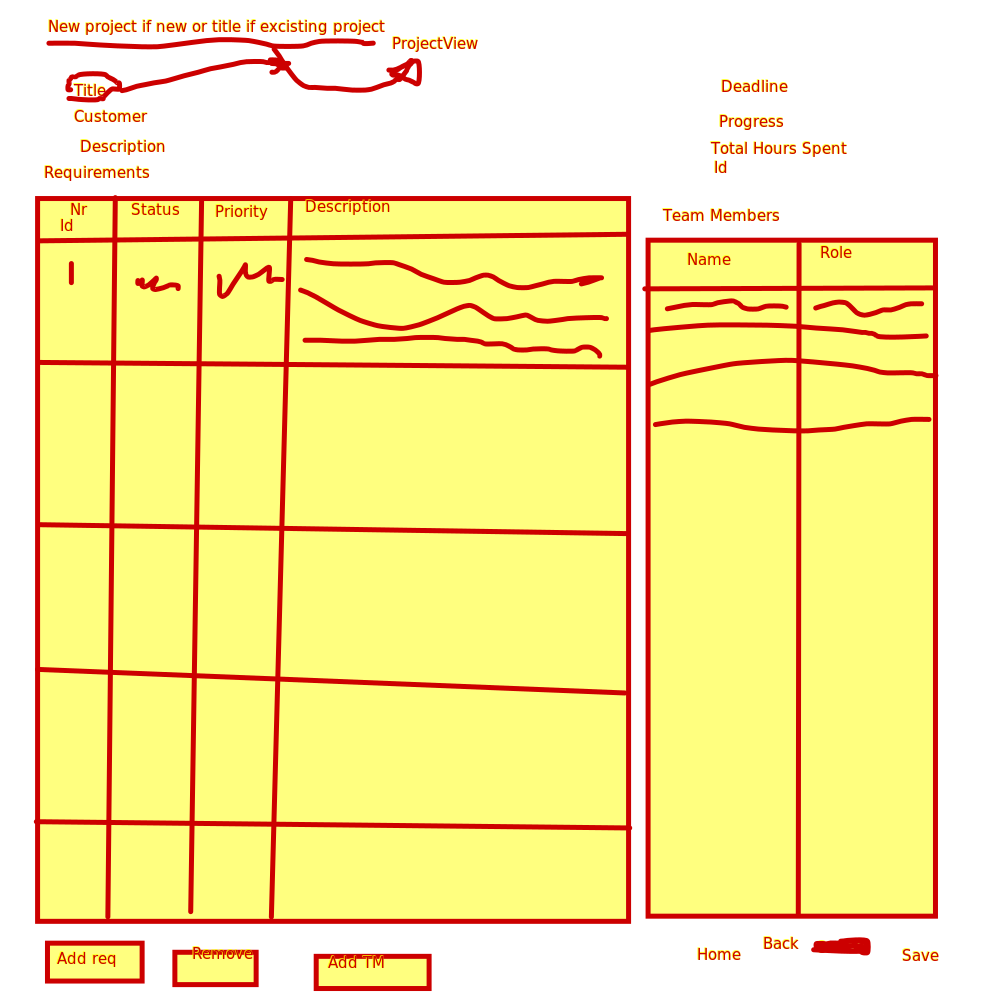 New project if new or title if excisting project
ProjectView
Title
Customer
Description
Requirements
Deadline
Progress
Total Hours Spent
Id
Nr
Id
Status
Priority
Description
Team Members
Name
Role
Add req
Remove
Add TM
Home
Back
Save